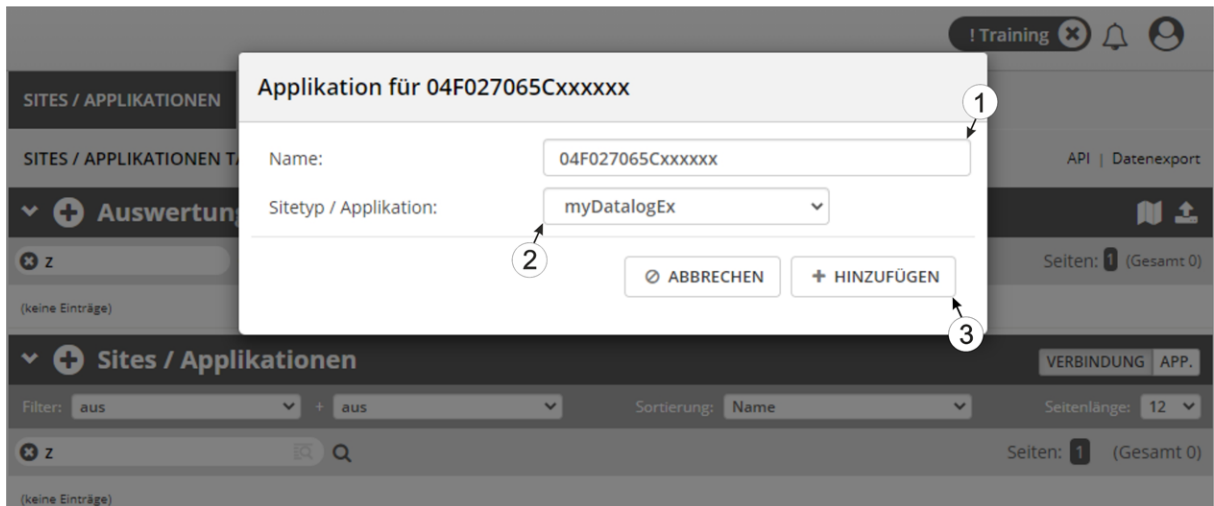 ! Training
SITES / APPLIKATIONEN
Applikation für 04F027065Cxxxxxx
1
SITES / APPLIKATIONEN T
Name: 04F027065Cxxxxxx
API | Datenexport
Auswertun
Sitetyp / Applikation: myDatalogEx
2
z
ABBRECHEN
+ HINZUFÜGEN
Seiten: 1 (Gesamt 0)
(keine Einträge)
3
Sites / Applikationen
VERBINDUNG APP.
Filter: aus + aus Sortierung: Name Seitenlänge: 12
z
Seiten: 1 (Gesamt 0)
(keine Einträge)